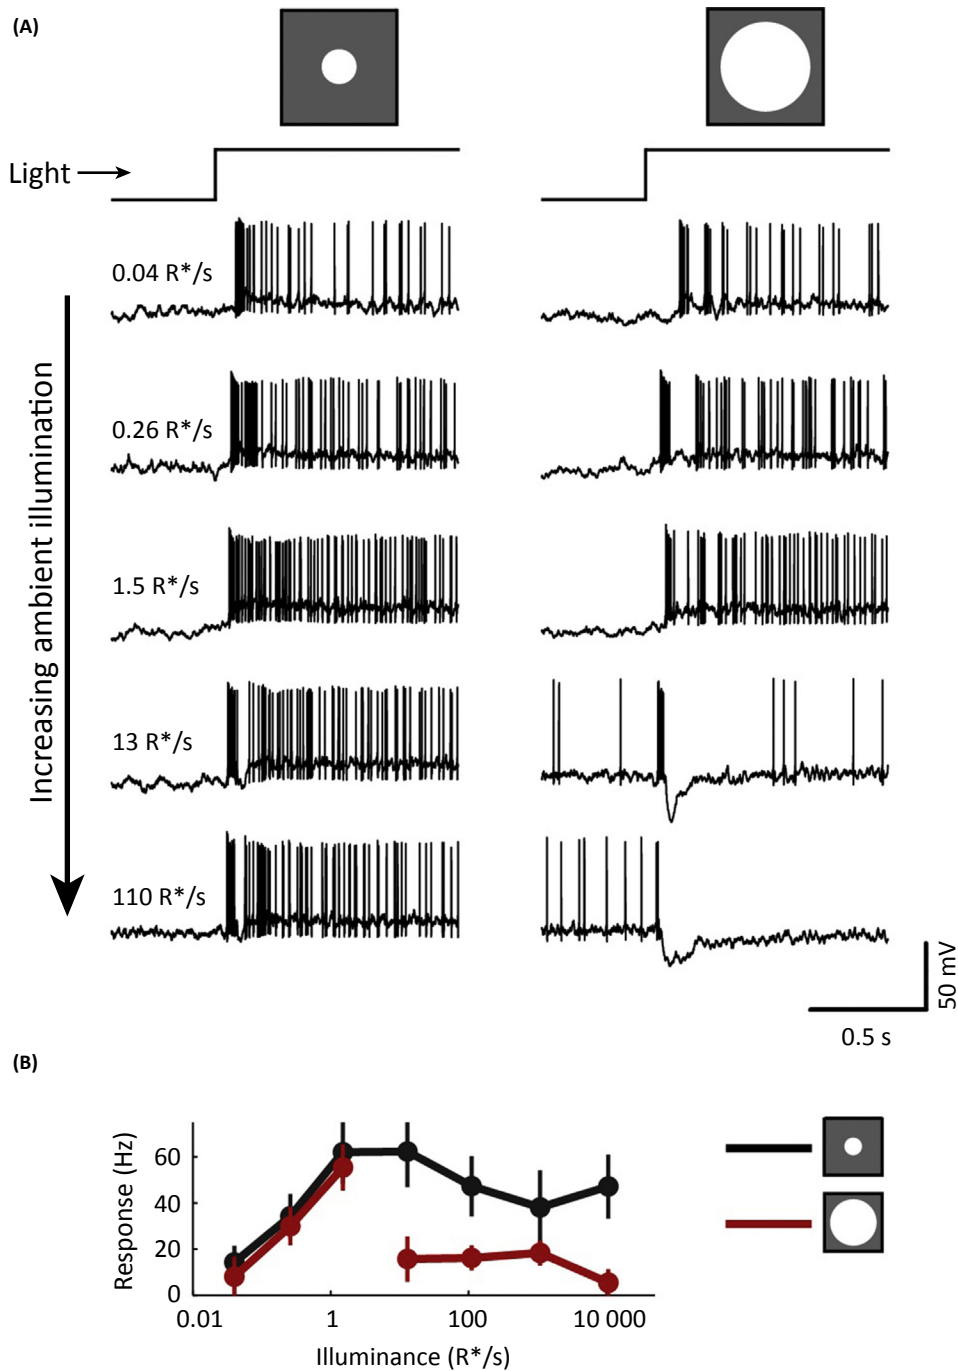 (A)
Light
0.04 R*/s
0.26 R*/s
1.5 R*/s
13 R*/s
110 R*/s
Increasing ambient illumination
50 mV
0.5 s
(B)
Response (Hz)
60
40
20
0
0.01
1
100
10 000
Illuminance (R*/s)